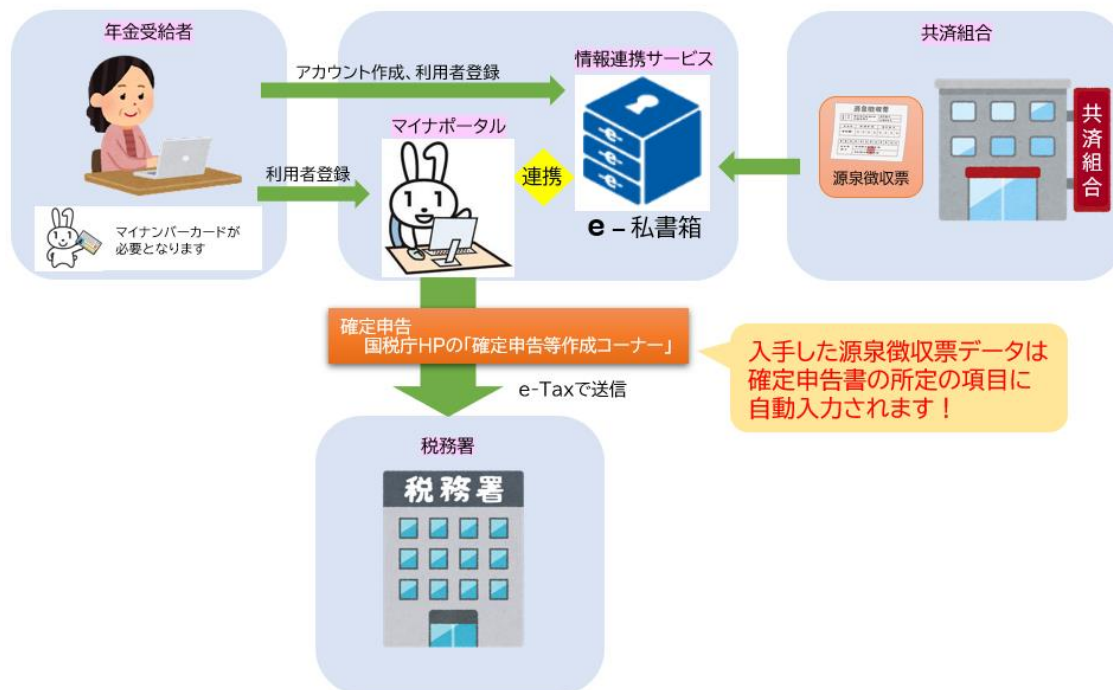 年金受給者
アカウント作成、利用者登録
利用者登録
マイナンバーカードが
必要となります
情報連携サービス
マイナポータル
連携
e
e
e
e – 私書箱
共済組合
源泉徴収票
源泉徴収票
共済組合
確定申告
国税庁HPの「確定申告等作成コーナー」
e-Taxで送信
入手した源泉徴収票データは
確定申告書の所定の項目に
自動入力されます！
税務署
税務署